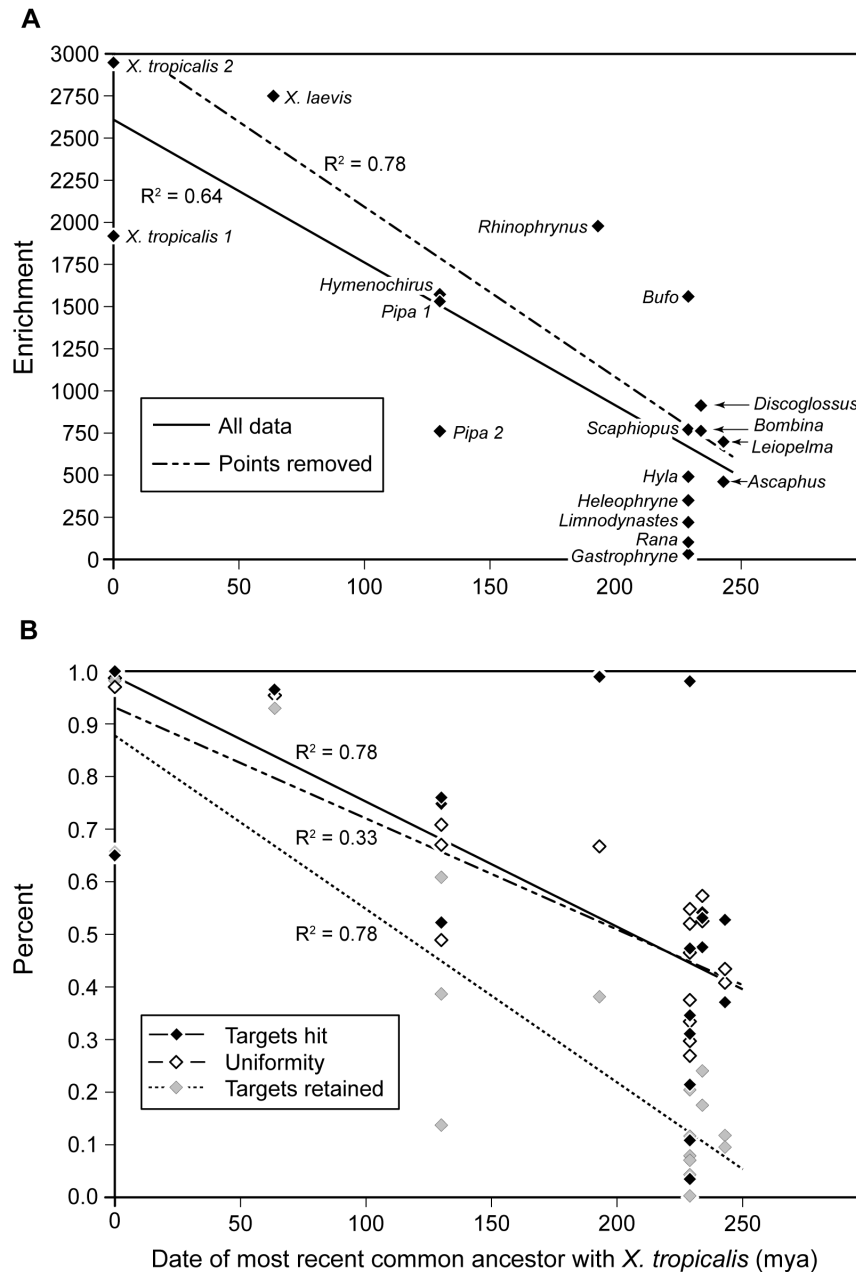 A
3000
2750
2500
2250
2000
1750
1500
1250
1000
750
500
250
0
Enrichment
X. tropicalis 2
X. laevis
R² = 0.78
R² = 0.64
X. tropicalis 1
Rhinophrynus
Hymenochirus
Pipa 1
Bufo
Pipa 2
Discoglossus
Scaphiopus
Bombina
Leiopelma
Hyla
Ascaphus
Heleophryne
Limnodynastes
Rana
Gastrophryne
All data
Points removed
0 50 100 150 200 250
B
1.0
0.9
0.8
0.7
0.6
0.5
0.4
0.3
0.2
0.1
0.0
Percent
R² = 0.78
R² = 0.33
R² = 0.78
Targets hit
Uniformity
Targets retained
0 50 100 150 200 250
Date of most recent common ancestor with X. tropicalis (mya)